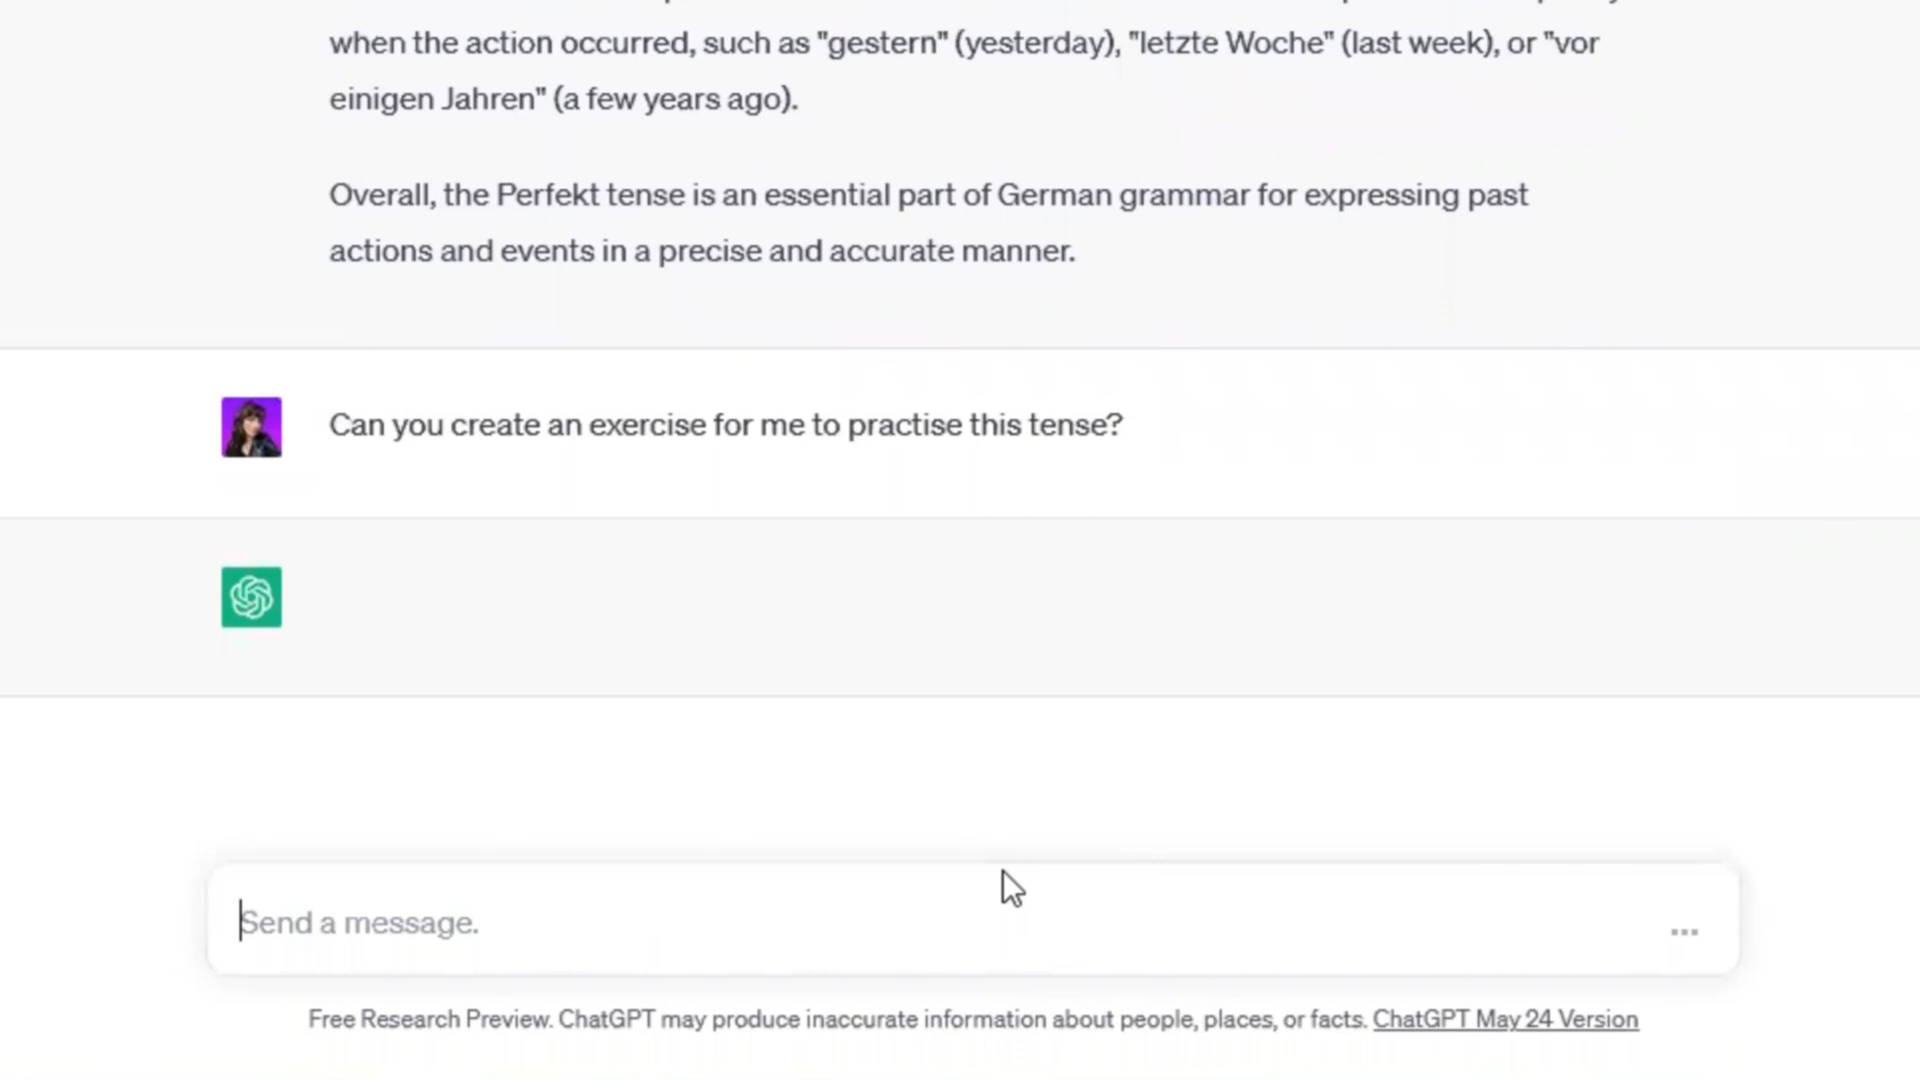 when the action occurred, such as "gestern" (yesterday), "letzte Woche" (last week), or "vor
einigen Jahren" (a few years ago).
Overall, the Perfekt tense is an essential part of German grammar for expressing past
actions and events in a precise and accurate manner.
Can you create an exercise for me to practise this tense?
Send a message.
Free Research Preview. ChatGPT may produce inaccurate information about people, places, or facts. ChatGPT May 24 Version